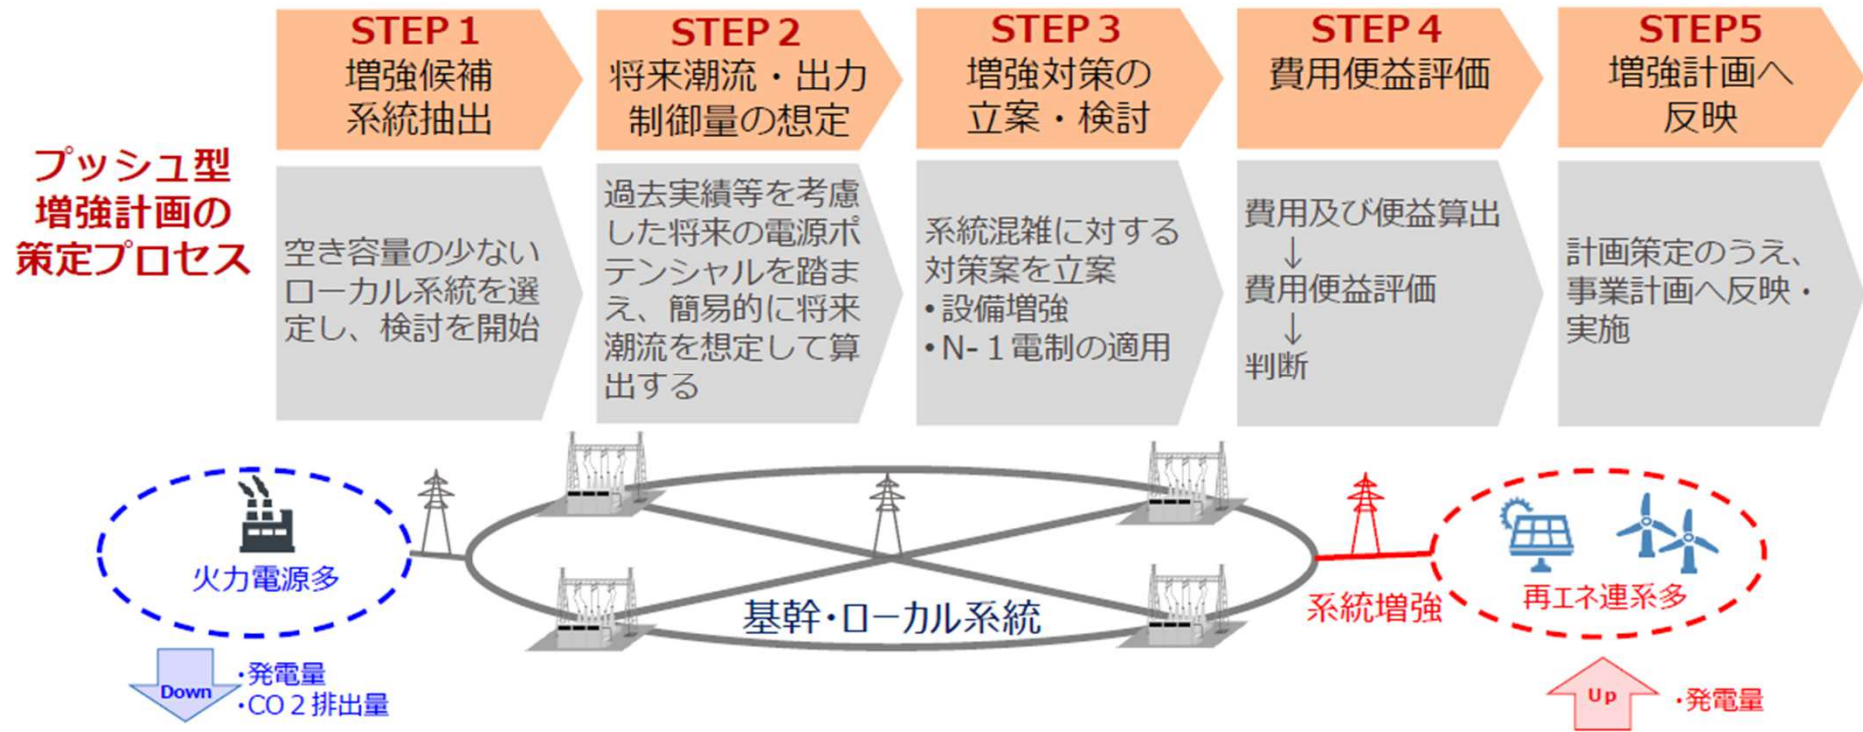 プッシュ型
増強計画の
策定プロセス
STEP 1
増強候補
系統抽出
空き容量の少ない
ローカル系統を選
定し、検討を開始
STEP 2
将来潮流・出力
制御量の想定
過去実績等を考慮
した将来の電源ポ
テンシャルを踏ま
え、簡易的に将来
潮流を想定して算
出する
STEP 3
増強対策の
立案・検討
系統混雑に対する
対策案を立案
•設備増強
•N-1電制の適用
STEP 4
費用便益評価
費用及び便益算出
↓
費用便益評価
↓
判断
STEP5
増強計画へ
反映
計画策定のうえ、
事業計画へ反映・
実施
火力電源多
Down
・発電量
・CO2排出量
基幹・ローカル系統
系統増強
再エネ連系多
Up
・発電量